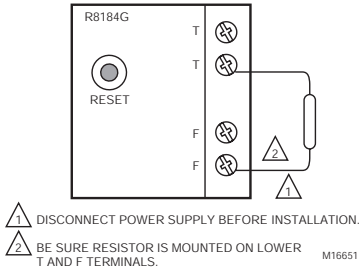 R8184G
T
T
RESET
F
F
2
1
1 DISCONNECT POWER SUPPLY BEFORE INSTALLATION.
2 BE SURE RESISTOR IS MOUNTED ON LOWER
T AND F TERMINALS.
M16651